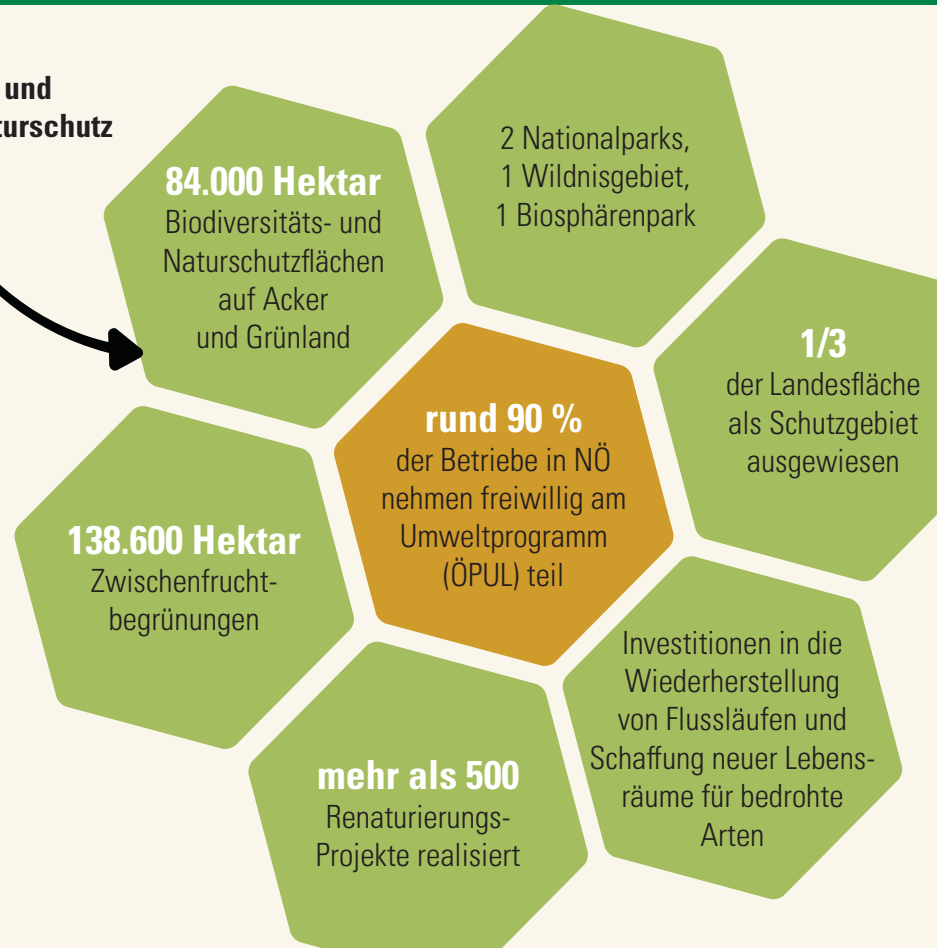 und
turschutz
84.000 Hektar
Biodiversitäts- und
Naturschutzflächen
auf Acker
und Grünland
2 Nationalparks,
1 Wildnisgebiet,
1 Biosphärenpark
1/3
der Landesfläche
als Schutzgebiet
ausgewiesen
rund 90 %
der Betriebe in NÖ
nehmen freiwillig am
Umweltprogramm
(ÖPUL) teil
138.600 Hektar
Zwischenfrucht-
begrünungen
mehr als 500
Renaturierungs-
Projekte realisiert
Investitionen in die
Wiederherstellung
von Flussläufen und
Schaffung neuer Lebens-
räume für bedrohte
Arten